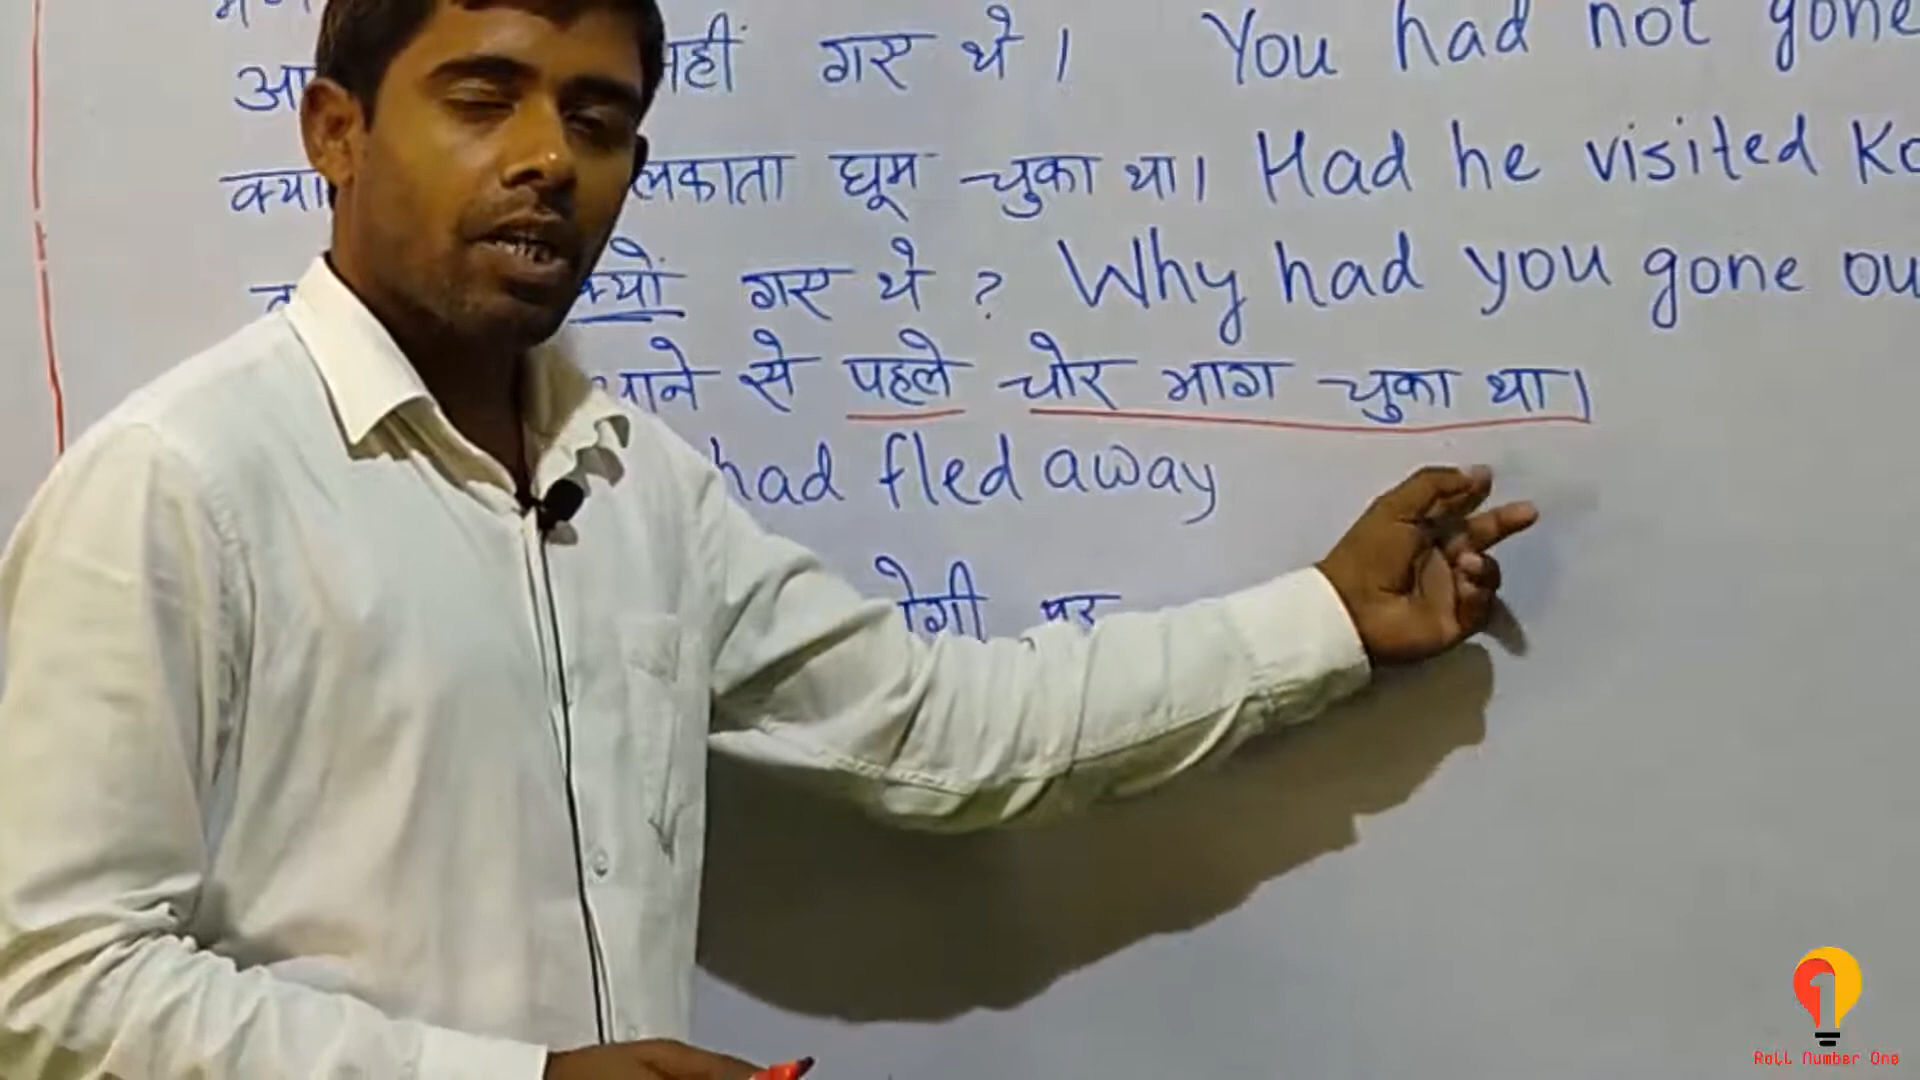 नहीं गए थे । You had not gone
क्या लकाता घूम चुका था। Had he visited Ko
क्यों गए थे ? Why had you gone ou
से पहले चोर भाग चुका था।
had fled away
पर
Roll Number One